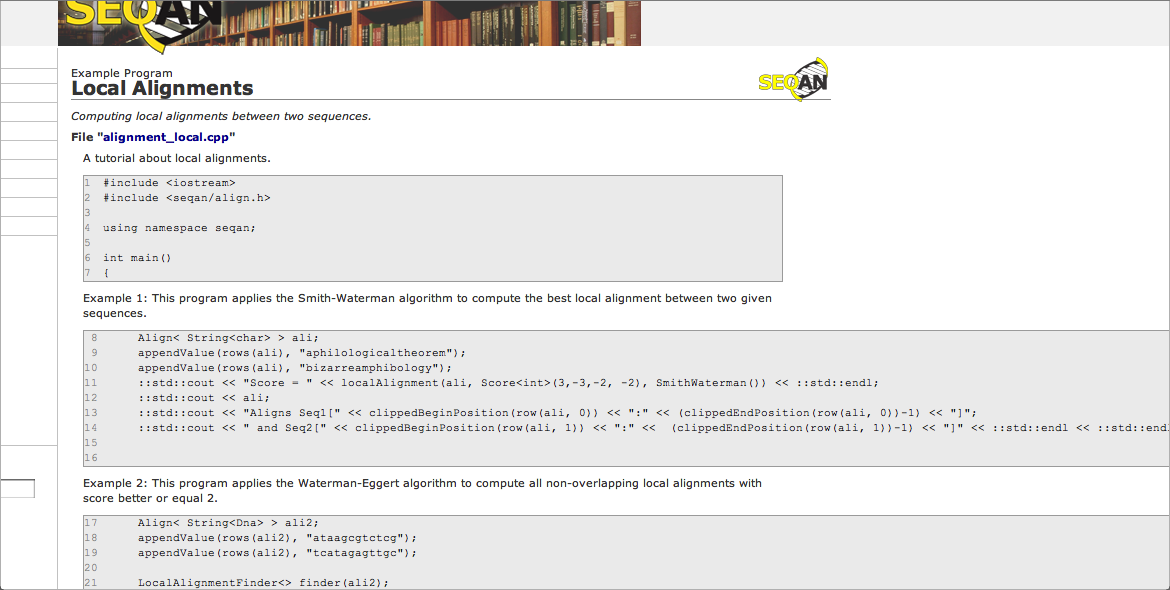 SEQAN
Example Program
Local Alignments
SEQAN
Computing local alignments between two sequences.
File "alignment_local.cpp"
A tutorial about local alignments.
1 #include <iostream>
2 #include <seqan/align.h>
3
4 using namespace seqan;
5
6 int main()
7 {
Example 1: This program applies the Smith-Waterman algorithm to compute the best local alignment between two given
sequences.
8 Align< String<char> > ali;
9 appendValue(rows(ali), "aphilologicaltheorem");
10 appendValue(rows(ali), "bizarreamphibology");
11 ::std::cout << "Score = " << localAlignment(ali, Score<int>(3,-3,-2, -2), SmithWaterman()) << ::std::endl;
12 ::std::cout << ali;
13 ::std::cout << "Aligns Seq1[" << clippedBeginPosition(row(ali, 0)) << ":" << (clippedEndPosition(row(ali, 0))-1) << "]";
14 ::std::cout << " and Seq2[" << clippedBeginPosition(row(ali, 1)) << ":" << (clippedEndPosition(row(ali, 1))-1) << "]" << ::std::endl << ::std::end
15
16
Example 2: This program applies the Waterman-Eggert algorithm to compute all non-overlapping local alignments with
score better or equal 2.
17 Align< String<Dna> > ali2;
18 appendValue(rows(ali2), "ataagcgtctcg");
19 appendValue(rows(ali2), "tcatagagttgc");
20
21 LocalAlignmentFinder<> finder(ali2);